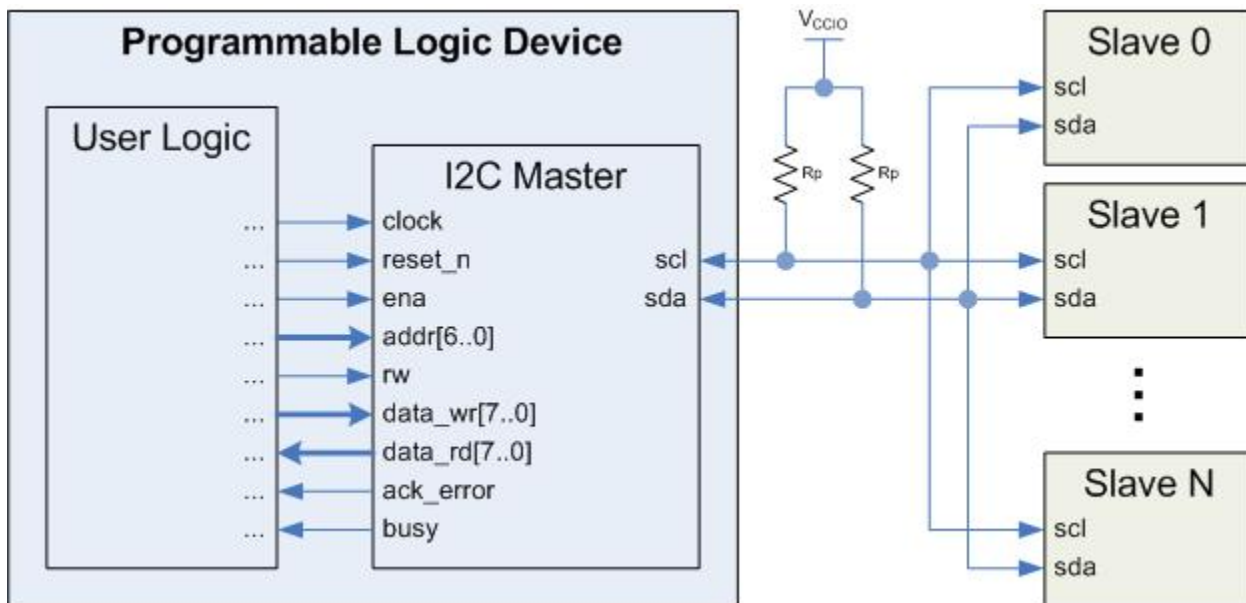 Programmable Logic Device
User Logic
...
...
...
...
...
...
...
...
...
I2C Master
clock
reset_n
ena
addr[6..0]
rw
data_wr[7..0]
data_rd[7..0]
ack_error
busy
scl
sda
VCCIO
Rp
Rp
Slave 0
scl
sda
Slave 1
scl
sda
Slave N
scl
sda